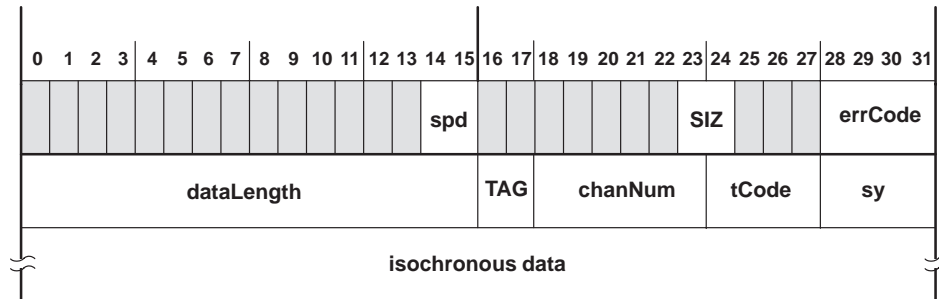 0 1 2 3 4 5 6 7 8 9 10 11 12 13 14 15 16 17 18 19 20 21 22 23 24 25 26 27 28 29 30 31
spd SIZ errCode
dataLength TAG chanNum tCode sy
isochronous data